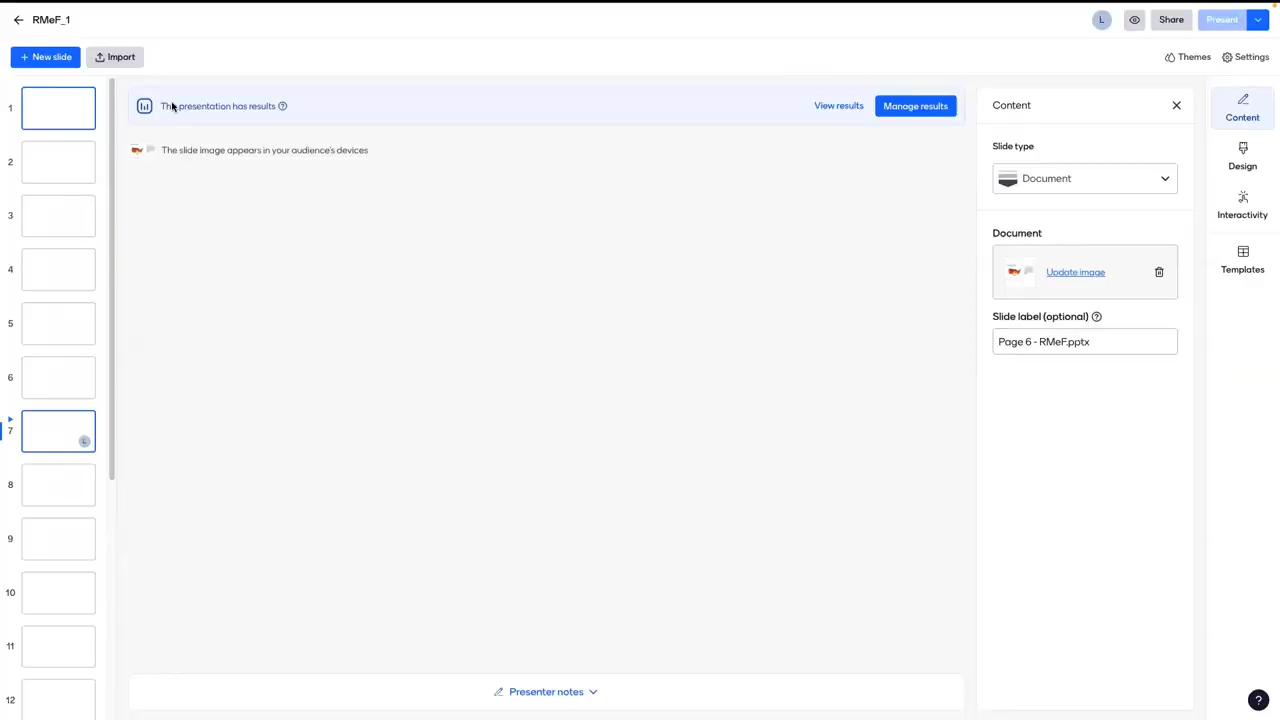 RMeF_1
L
Share
Present
+ New slide
Import
Themes
Settings
1
2
3
4
5
6
7
L
8
9
10
11
12
The presentation has results
View results
Manage results
The slide image appears in your audience's devices
Presenter notes
Content
Slide type
Document
Document
Update image
Slide label (optional)
Page 6 - RMeF.pptx
Content
Design
Interactivity
Templates
?